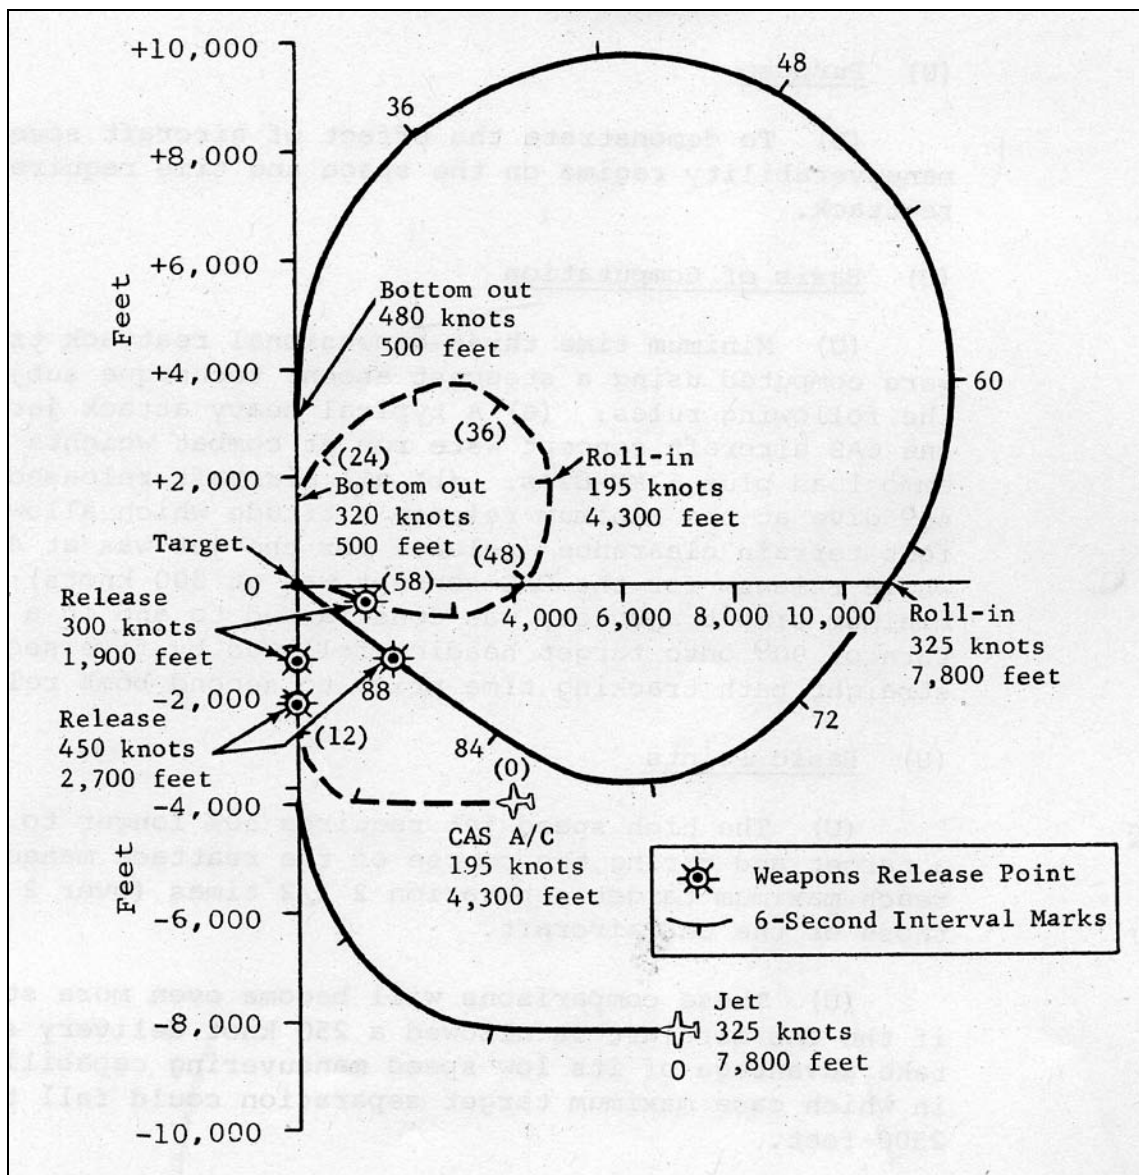 +10,000
48
36
+8,000
+6,000
Feet
Bottom out
480 knots
500 feet
+4,000
60
(36)
(24)
Roll-in
195 knots
4,300 feet
+2,000
Bottom out
320 knots
500 feet
Target
(48)
0
(58)
4,000 6,000 8,000 10,000
Release
300 knots
1,900 feet
Roll-in
325 knots
7,800 feet
88
-2,000
72
Release
450 knots
2,700 feet
(12)
84
(0)
-4,000
CAS A/C
195 knots
4,300 feet
Feet
Weapons Release Point
6-Second Interval Marks
-6,000
-8,000
Jet
325 knots
7,800 feet
0
-10,000